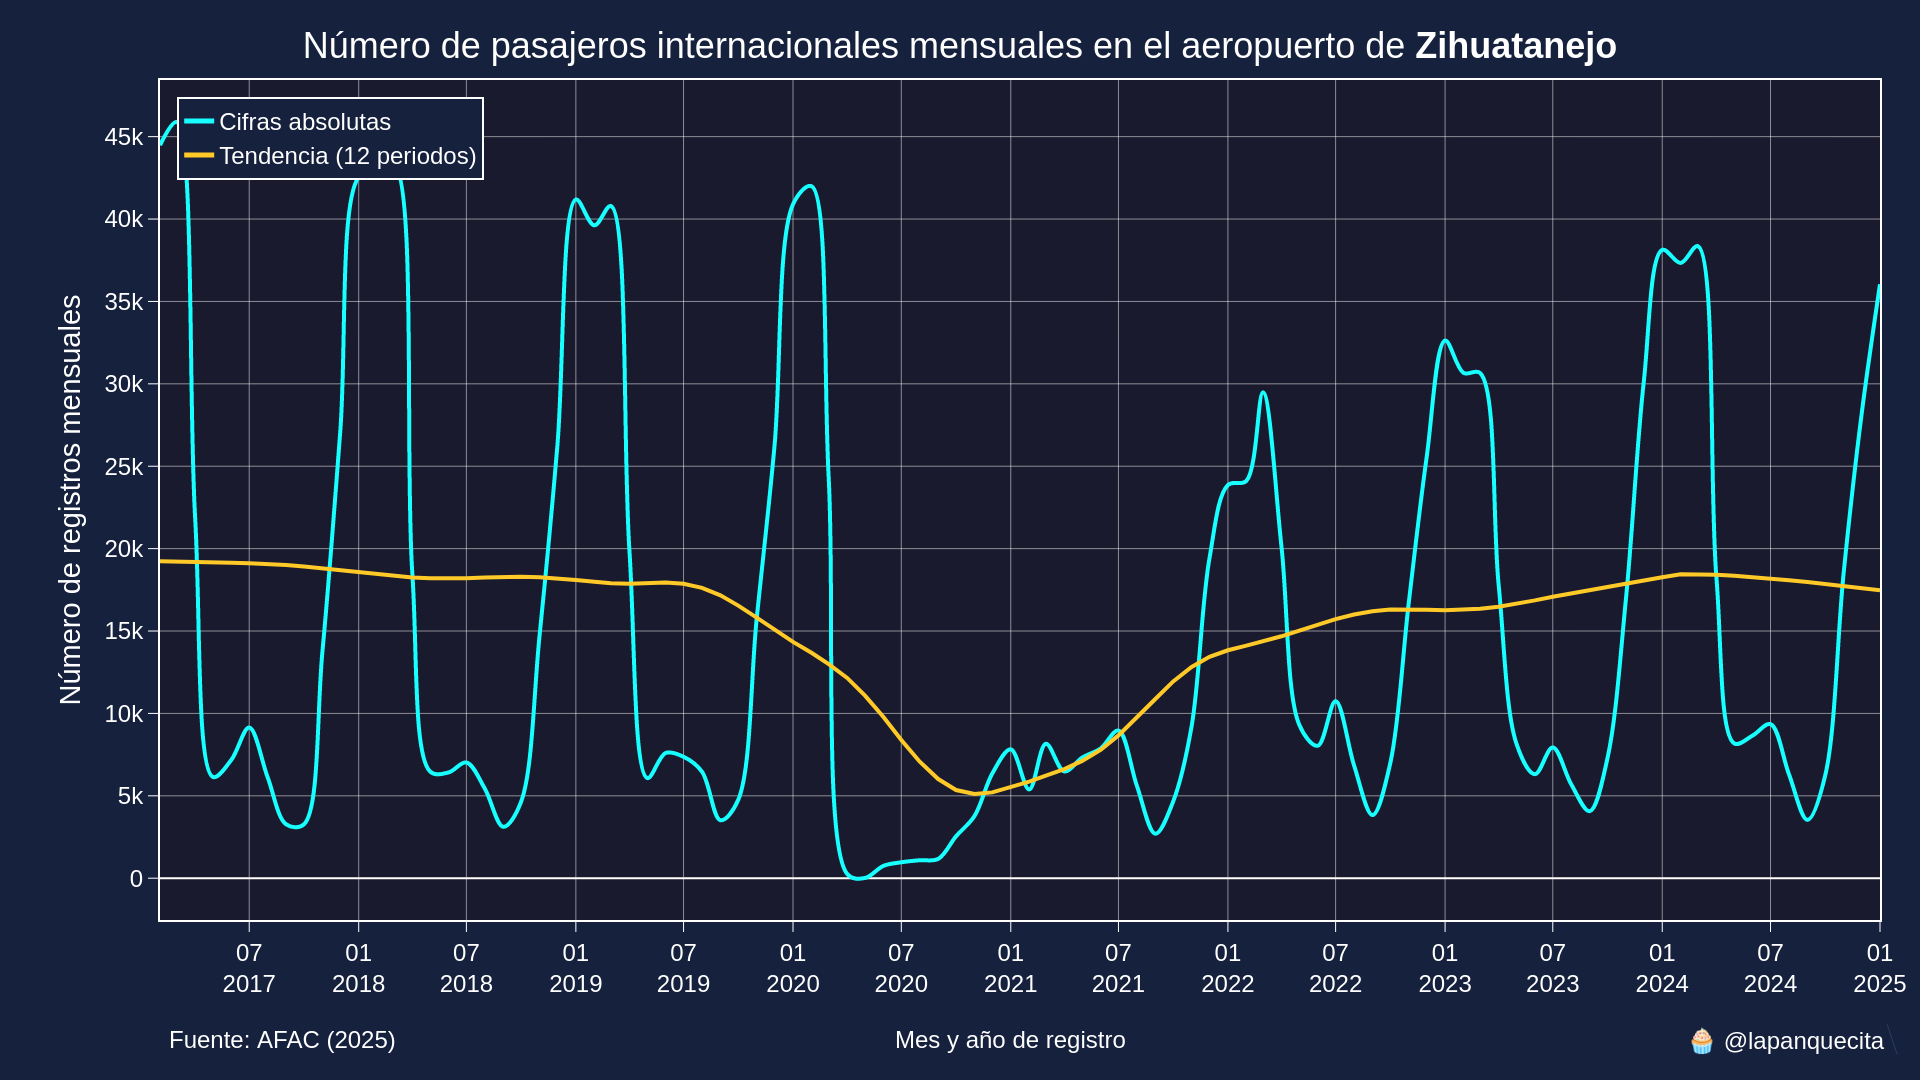 Número de pasajeros internacionales mensuales en el aeropuerto de Zihuatanejo
Cifras absolutas
Tendencia (12 periodos)
Número de registros mensuales
45k
40k
35k
30k
25k
20k
15k
10k
5k
0
07 01 07 01 07 01 07 01 07 01 07 01 07 01 07 01
2017 2018 2018 2019 2019 2020 2020 2021 2021 2022 2022 2023 2023 2024 2024 2025
Fuente: AFAC (2025)
Mes y año de registro
🧁 @lapanquecita